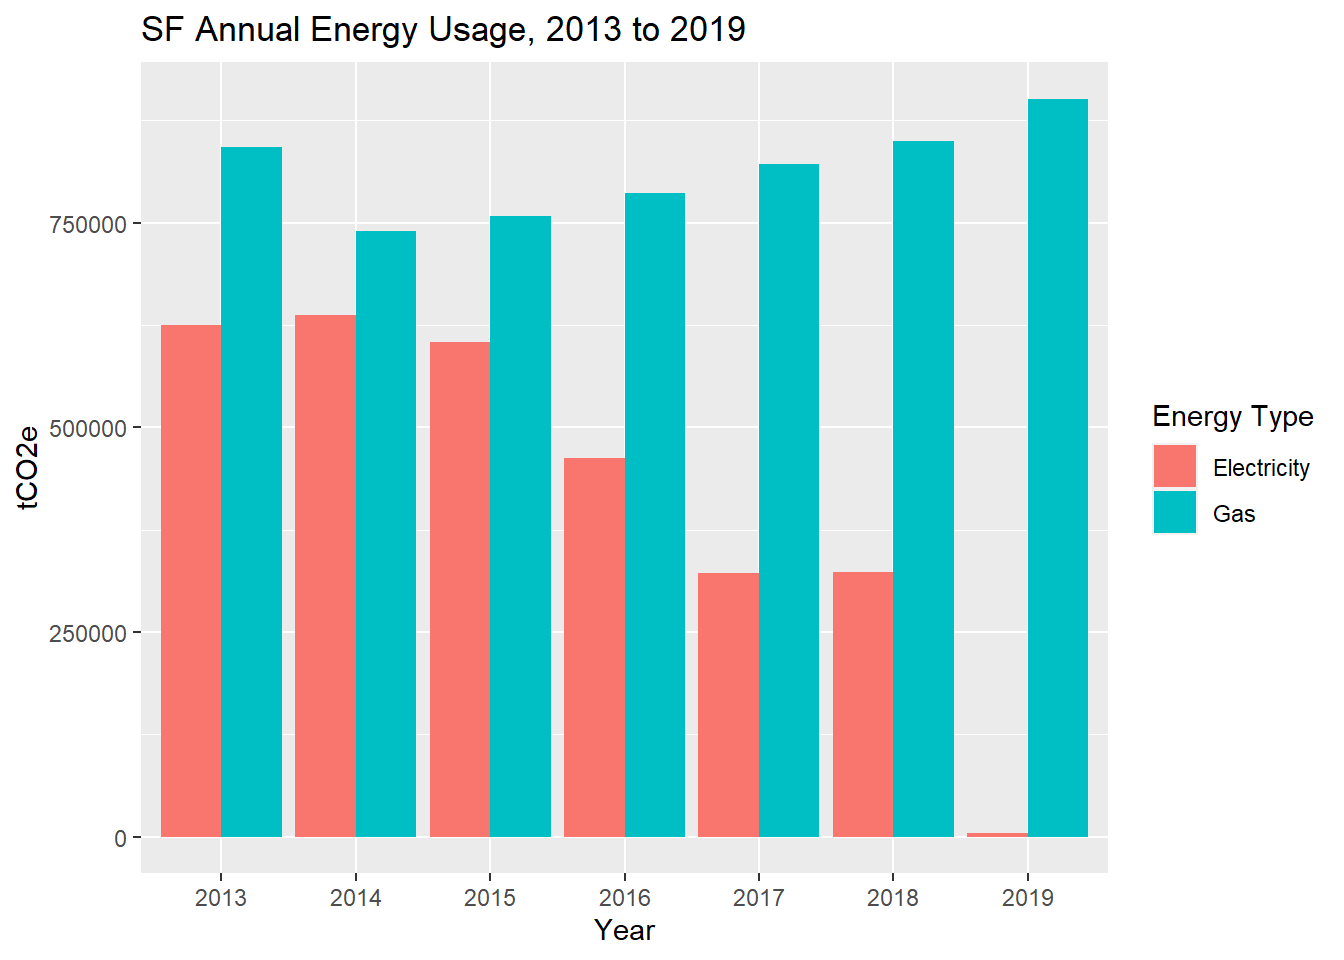 SF Annual Energy Usage, 2013 to 2019
750000
500000
250000
0
tCO2e
2013 2014 2015 2016 2017 2018 2019
Year
Energy Type
Electricity
Gas